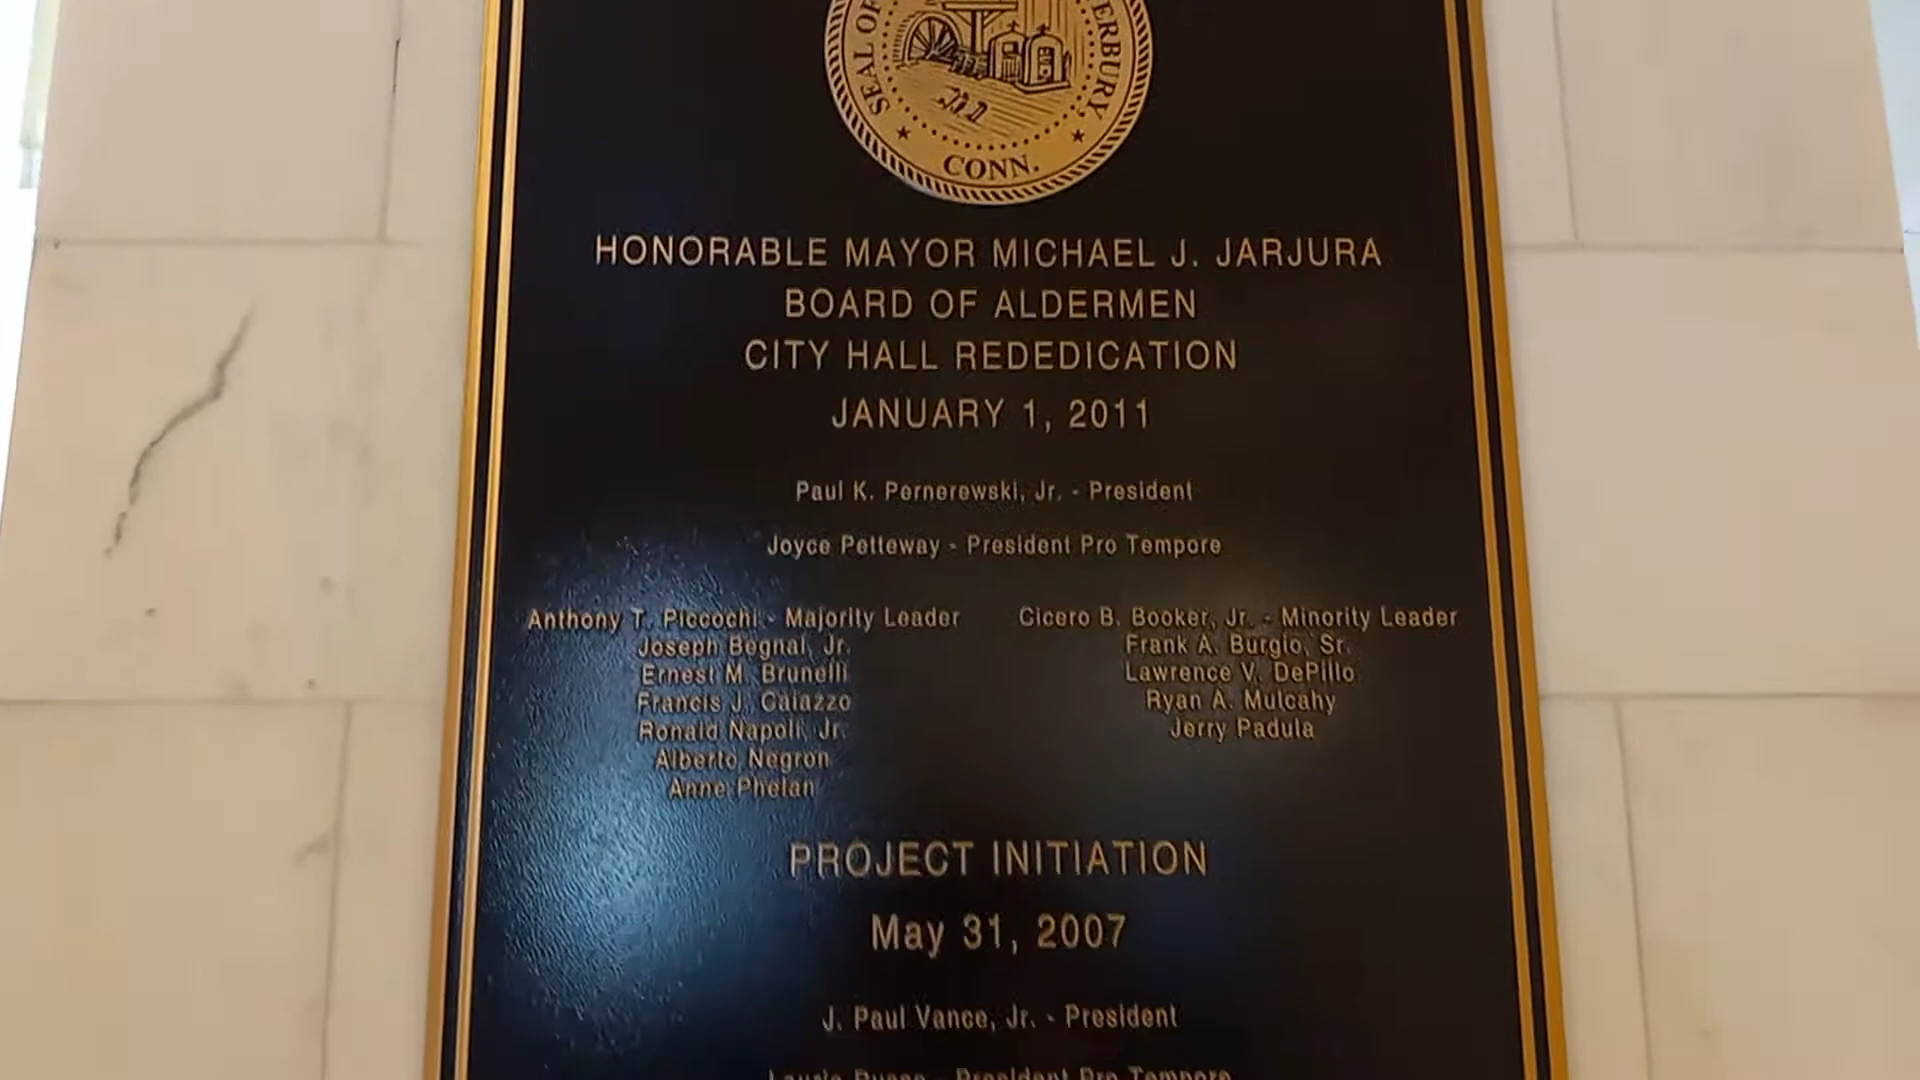 SEAL OF
ERBURY,
CONN.
HONORABLE MAYOR MICHAEL J. JARJURA
BOARD OF ALDERMEN
CITY HALL REDEDICATION
JANUARY 1, 2011
Paul K. Pernerewski, Jr. - President
Joyce Petteway - President Pro Tempore
Anthony T. Piccochi - Majority Leader
Joseph Begnal, Jr.
Ernest M. Brunelli
Francis J. Caiazzo
Ronald Napoli, Jr.
Alberto Negron
Anne Phelan
Cicero B. Booker, Jr. - Minority Leader
Frank A. Burgio, Sr.
Lawrence V. DePillo
Ryan A. Mulcahy
Jerry Padula
PROJECT INITIATION
May 31, 2007
J. Paul Vance, Jr. - President
- President Pro Tempore